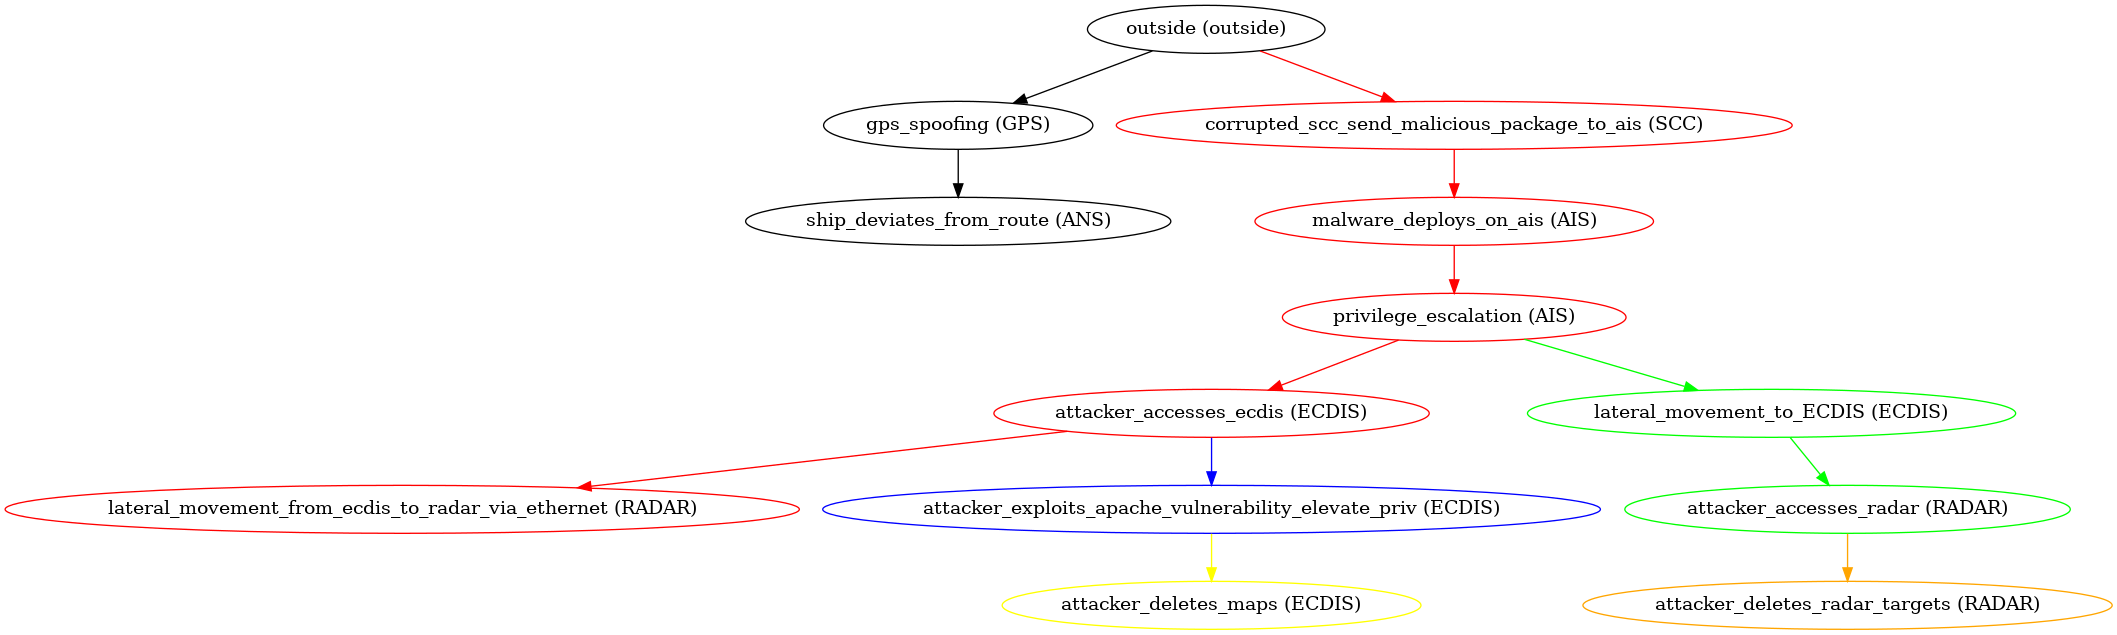 outside (outside)
gps_spoofing (GPS)
corrupted_scc_send_malicious_package_to_ais (SCC)
ship_deviates_from_route (ANS)
malware_deploys_on_ais (AIS)
privilege_escalation (AIS)
attacker_accesses_ecdis (ECDIS)
lateral_movement_to_ECDIS (ECDIS)
lateral_movement_from_ecdis_to_radar_via_ethernet (RADAR)
attacker_exploits_apache_vulnerability_elevate_priv (ECDIS)
attacker_accesses_radar (RADAR)
attacker_deletes_maps (ECDIS)
attacker_deletes_radar_targets (RADAR)